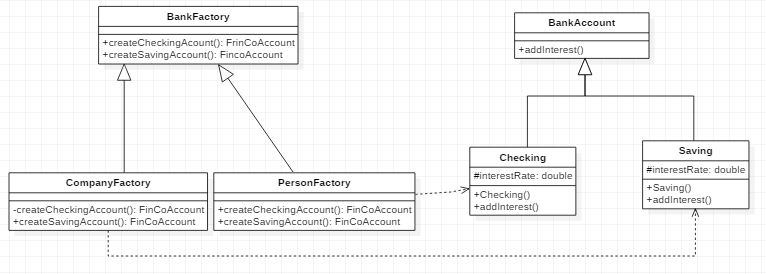 BankFactory
+createCheckingAcount(): FrinCoAccount
+createSavingAccount(): FincoAccount
BankAccount
+addInterest()
CompanyFactory
-createCheckingAccount(): FinCoAccount
+createSavingAccount(): FinCoAccount
PersonFactory
+createCheckingAccount(): FinCoAccount
+createSavingAccount(): FinCoAccount
Checking
#interestRate: double
+Checking()
+addInterest()
Saving
#interestRate: double
+Saving()
+addInterest()